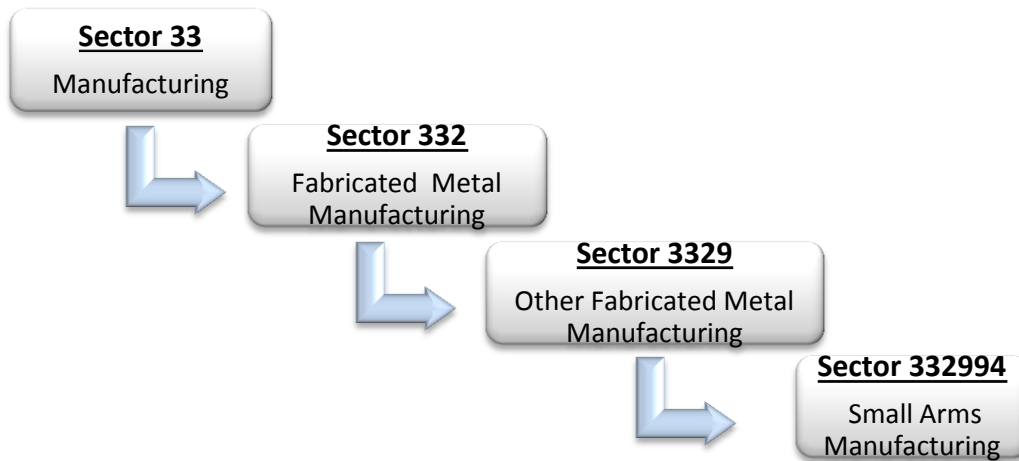 Sector 33
Manufacturing
Sector 332
Fabricated Metal
Manufacturing
Sector 3329
Other Fabricated Metal
Manufacturing
Sector 332994
Small Arms
Manufacturing